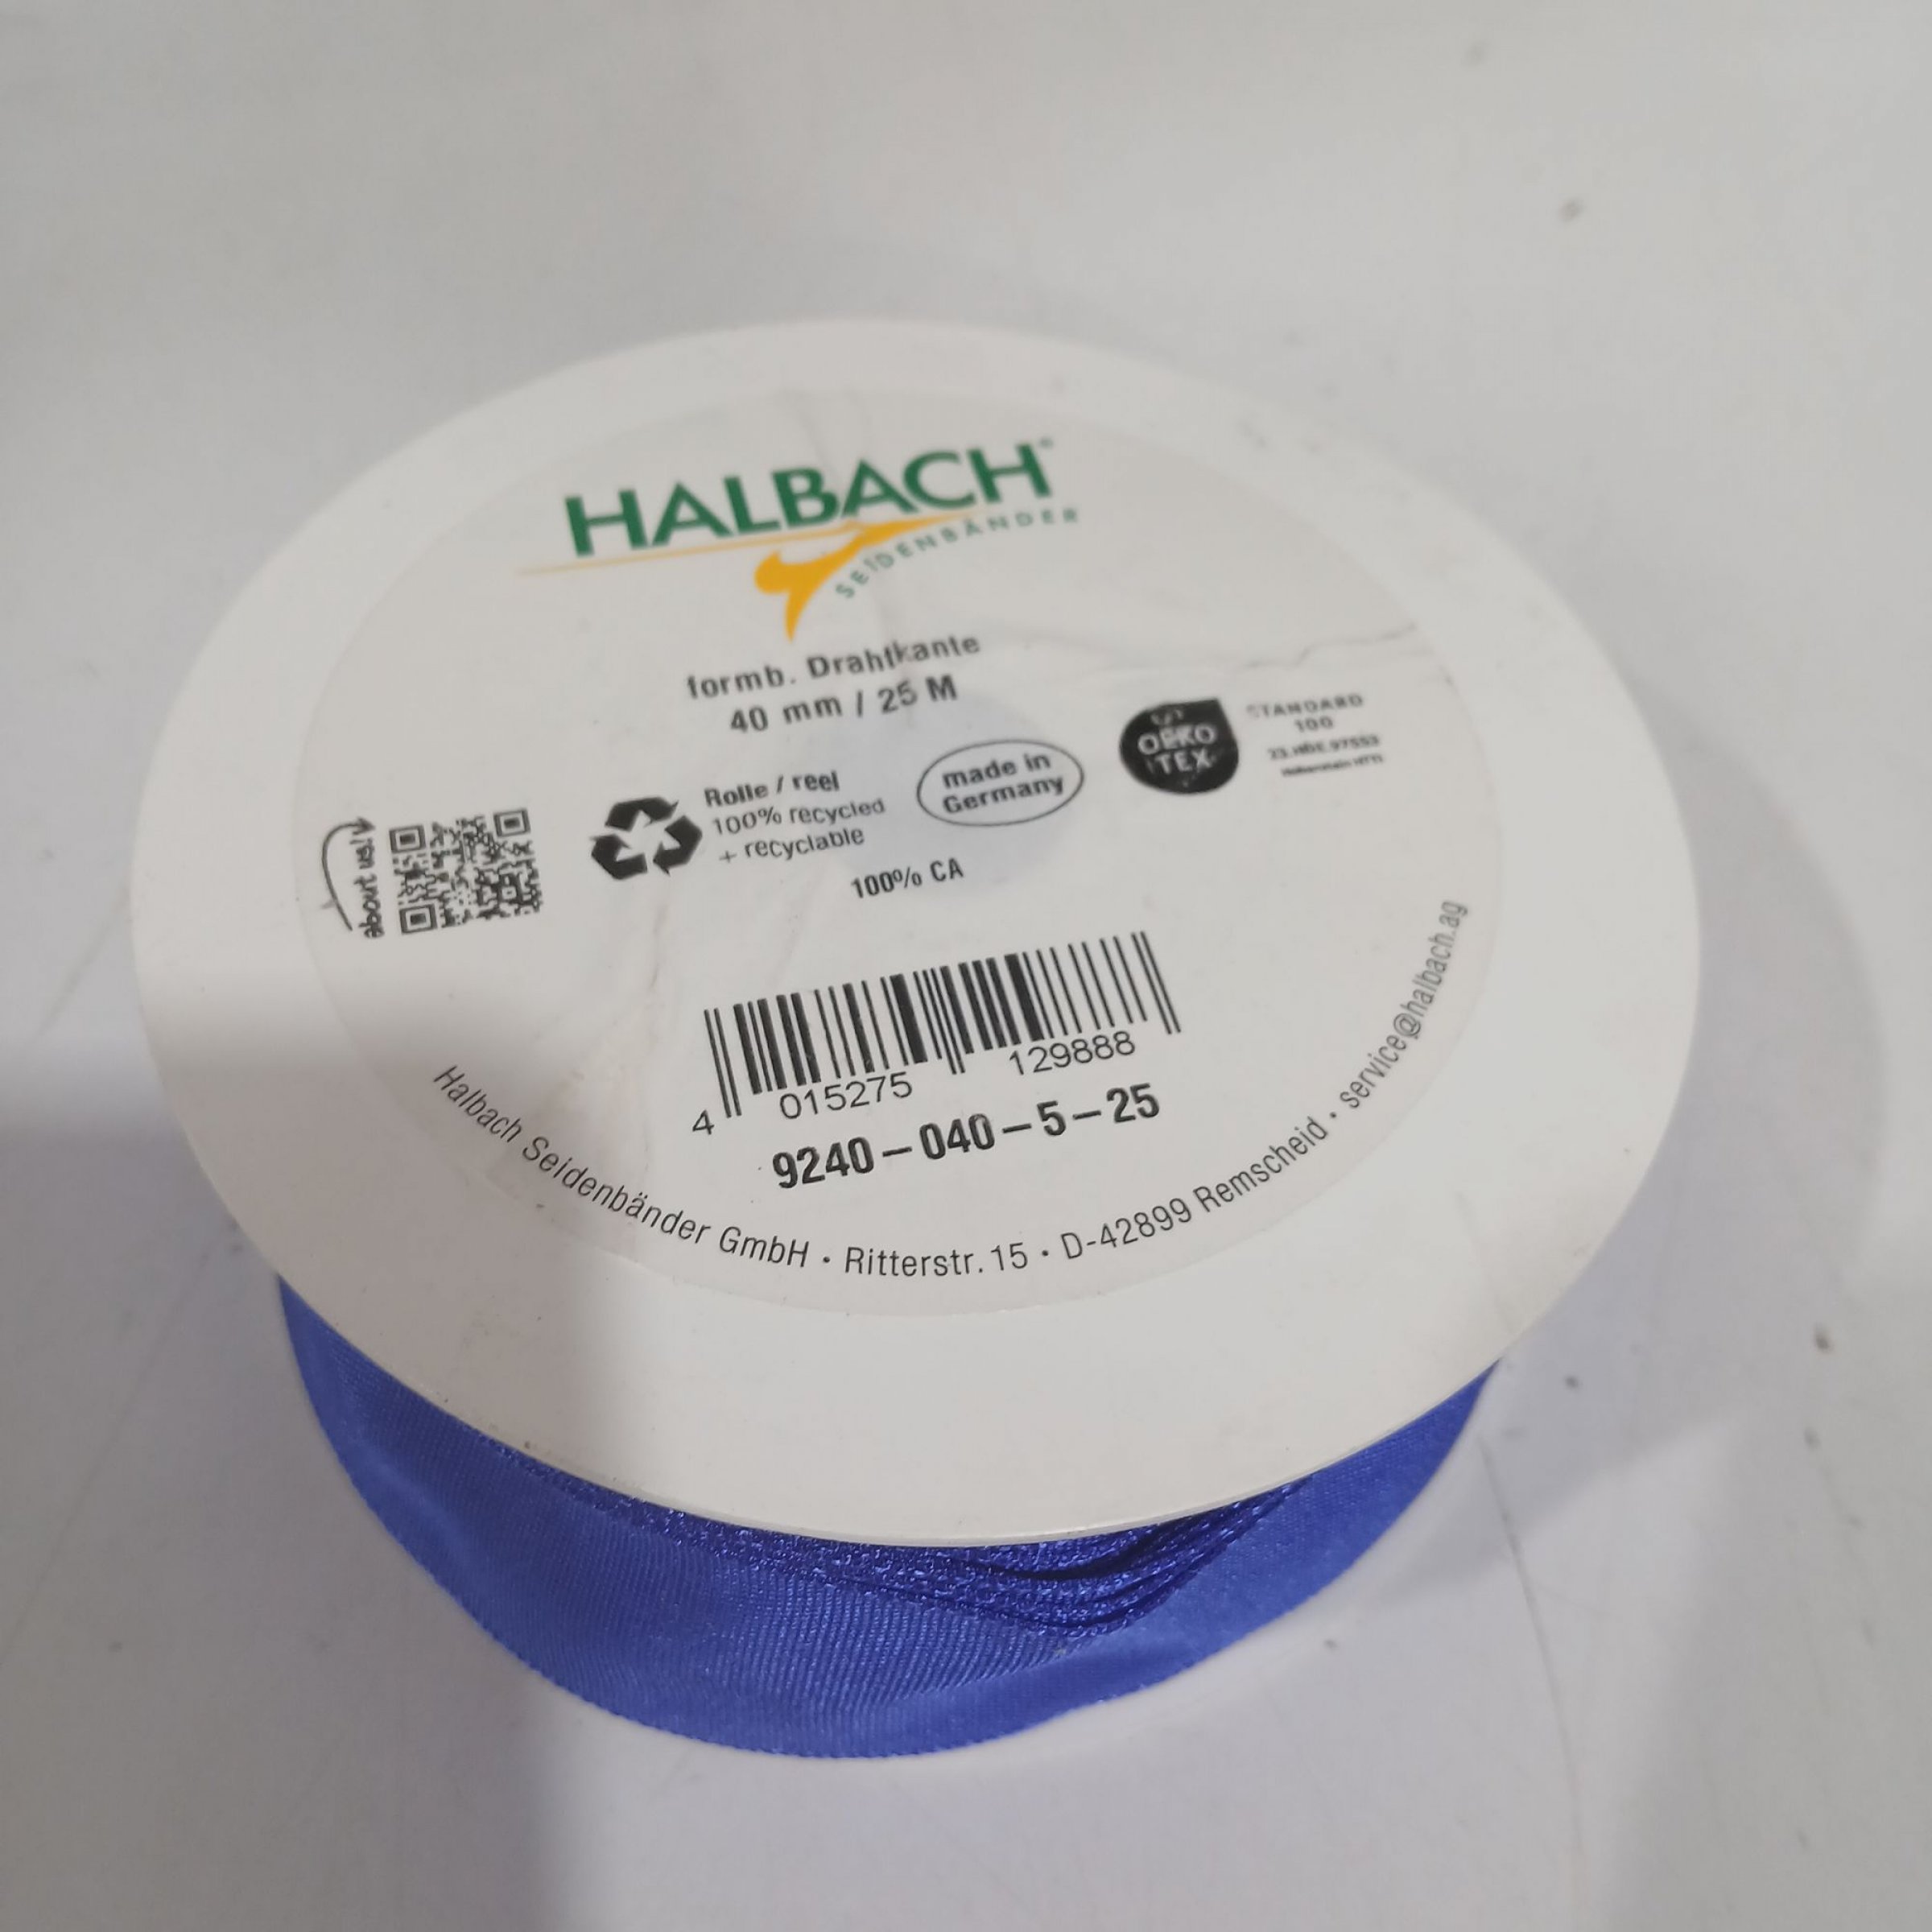 HALBACH
SEIDENBÄNDER
formb. Drahtkante
40 mm / 25 M
about us!
Rolle / reel
100% recycled
+ recyclable
made in
Germany
OEKO
TEX
STANDARD
100
100% CA
4 015275 129888
9240-040-5-25
Halbach Seidenbänder GmbH · Ritterstr. 15 · D-42899 Remscheid · service@halbach.ag